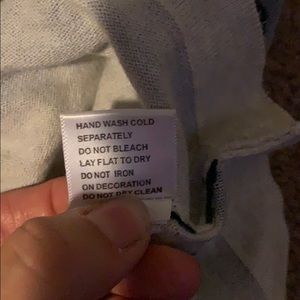 HAND WASH COLD
SEPARATELY
DO NOT BLEACH
LAY FLAT TO DRY
DO NOT IRON
ON DECORATION
DO NOT DRY CLEAN